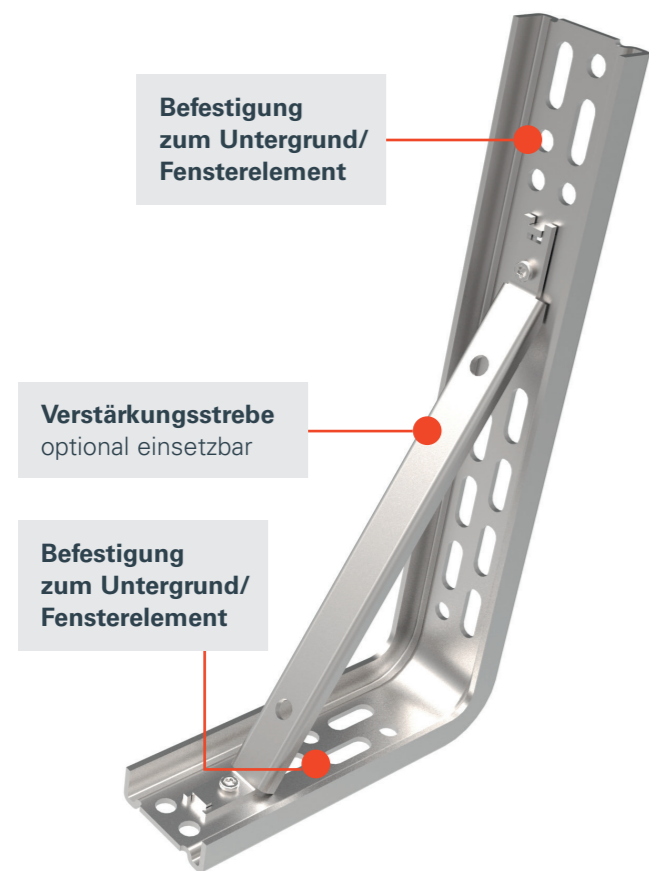 Befestigung
zum Untergrund/
Fensterelement
Verstärkungsstrebe
optional einsetzbar
Befestigung
zum Untergrund/
Fensterelement